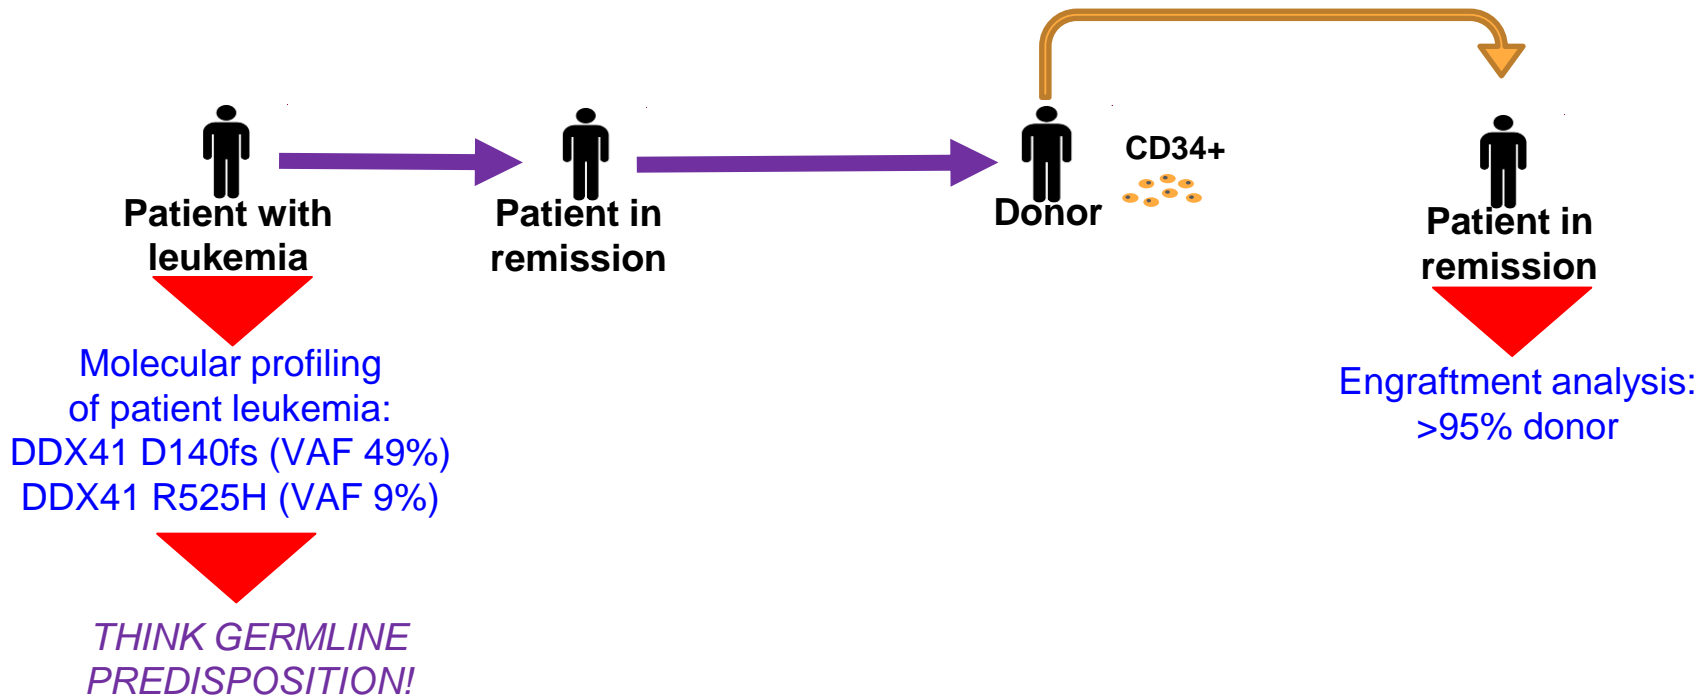 CD34+
Patient with
leukemia
Patient in
remission
Donor
Patient in
remission
Molecular profiling
of patient leukemia:
DDX41 D140fs (VAF 49%)
DDX41 R525H (VAF 9%)
Engraftment analysis:
>95% donor
THINK GERMLINE
PREDISPOSITION!